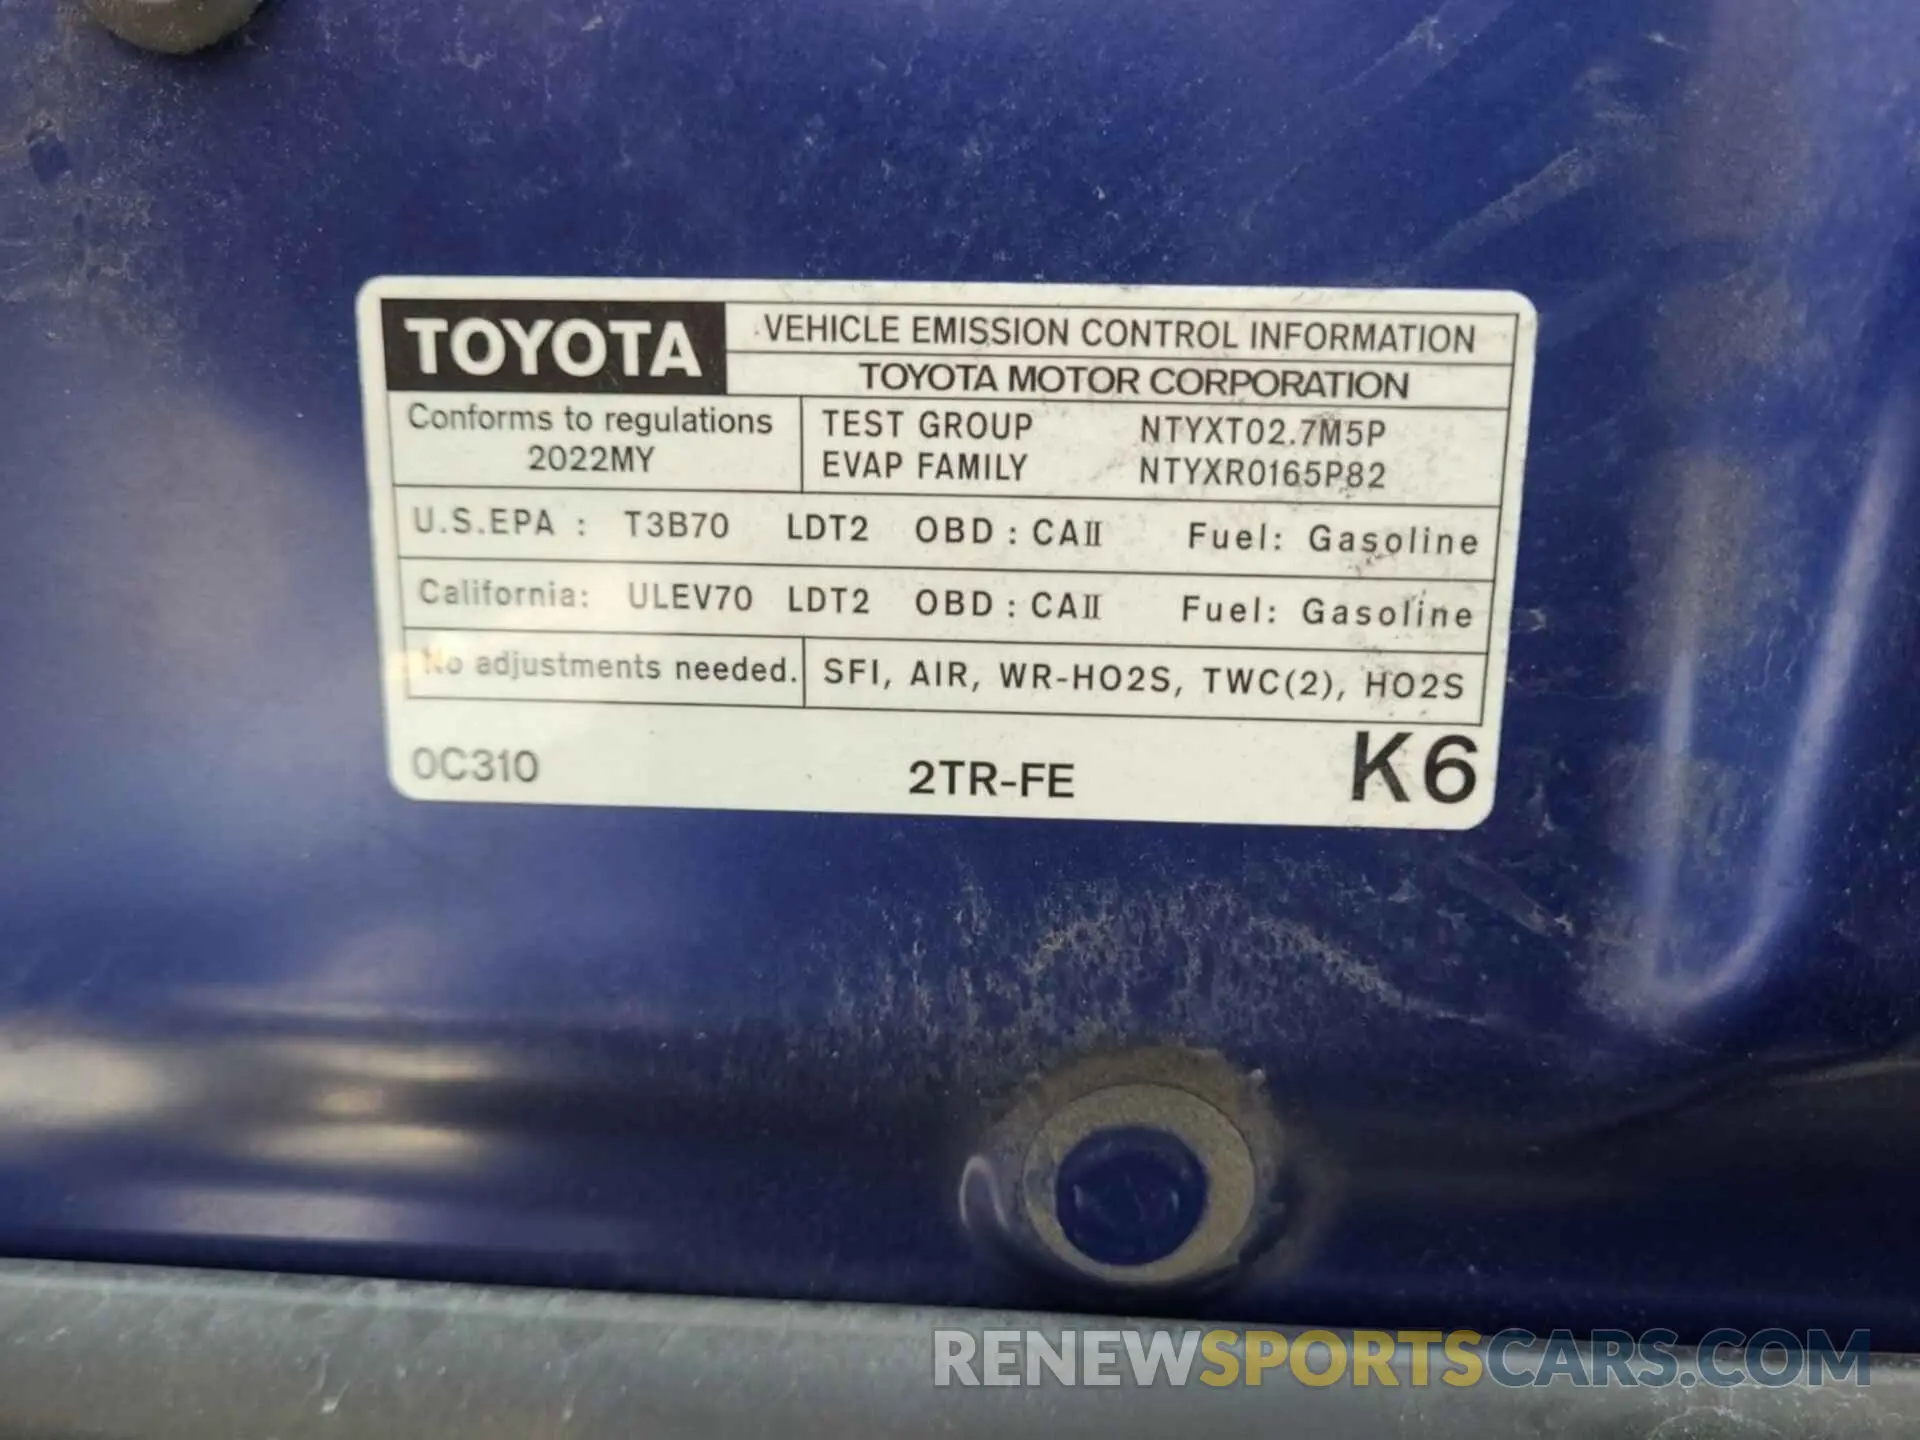 TOYOTA VEHICLE EMISSION CONTROL INFORMATION
TOYOTA MOTOR CORPORATION
Conforms to regulations
2022MY
TEST GROUP NTYXT02.7M5P
EVAP FAMILY NTYXR0165P82
U.S.EPA : T3B70 LDT2 OBD : CAⅡ Fuel: Gasoline
California: ULEV70 LDT2 OBD : CAⅡ Fuel: Gasoline
No adjustments needed. SFI, AIR, WR-HO2S, TWC(2), HO2S
0C310 2TR-FE K6
RENEWSPORTSCARS.COM